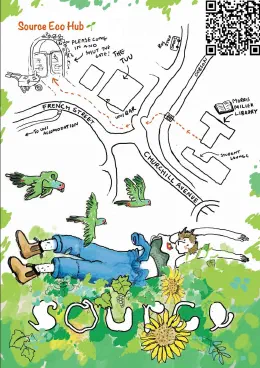 Source Eco Hub
PLEASE COME
IN AND
SHUT THE
GATE!
THE
TUU
UNI BAR
FRENCH STREET
TO UNI
ACCOMODATION
MORRIS
MILLER
LIBRARY
STUDENT
LOUNGE
CHURCHILL AVENUE
SOURCE